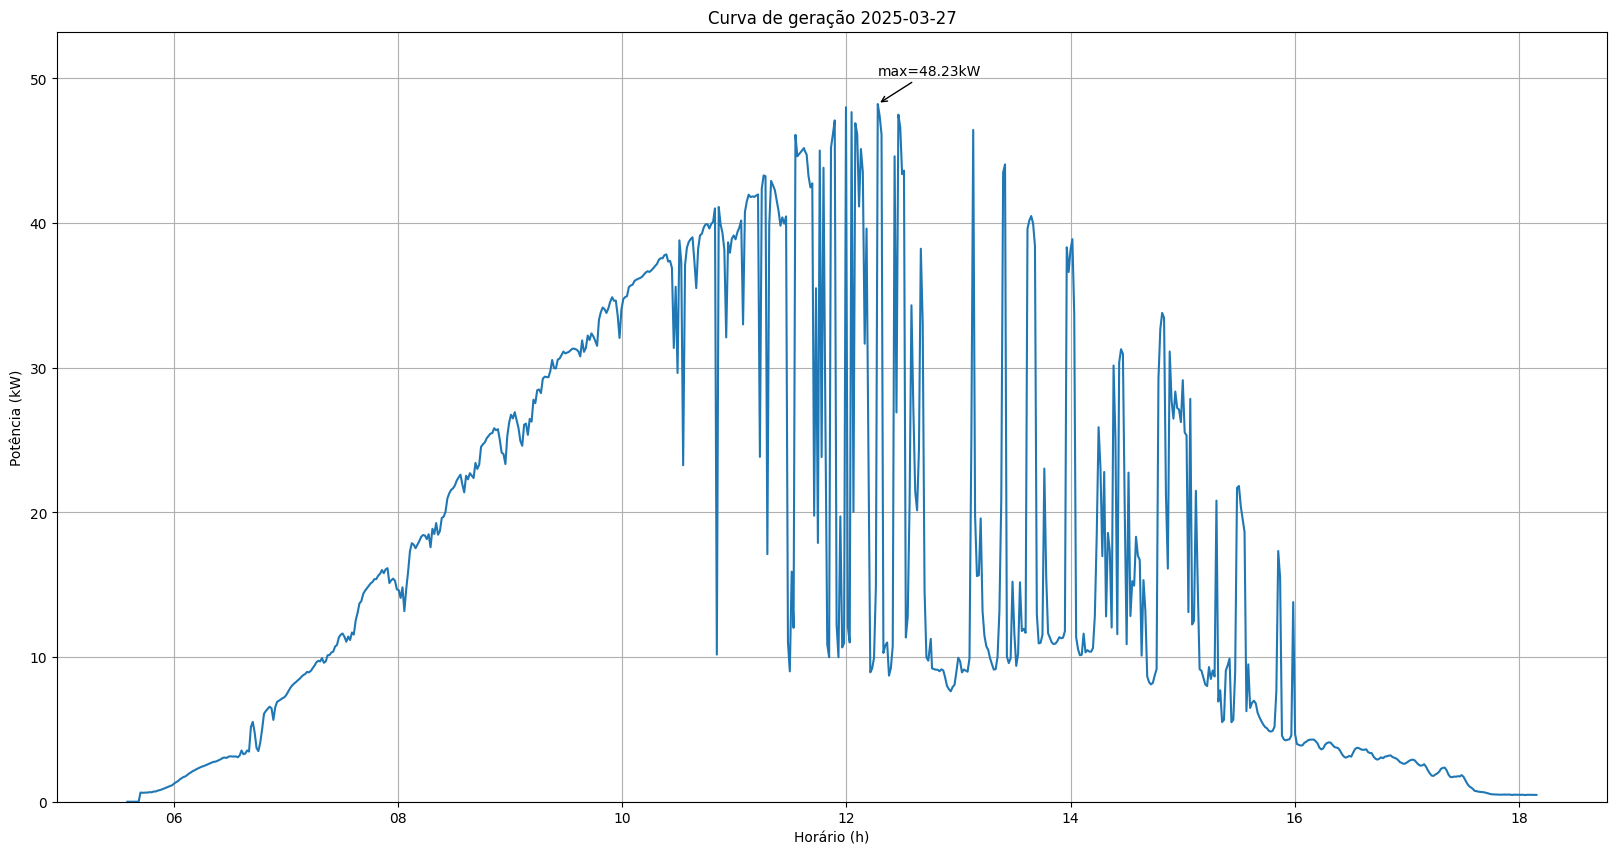 Curva de geração 2025-03-27
max=48.23kW
50
40
30
20
10
0
Potência (kW)
06 08 10 12 14 16 18
Horário (h)